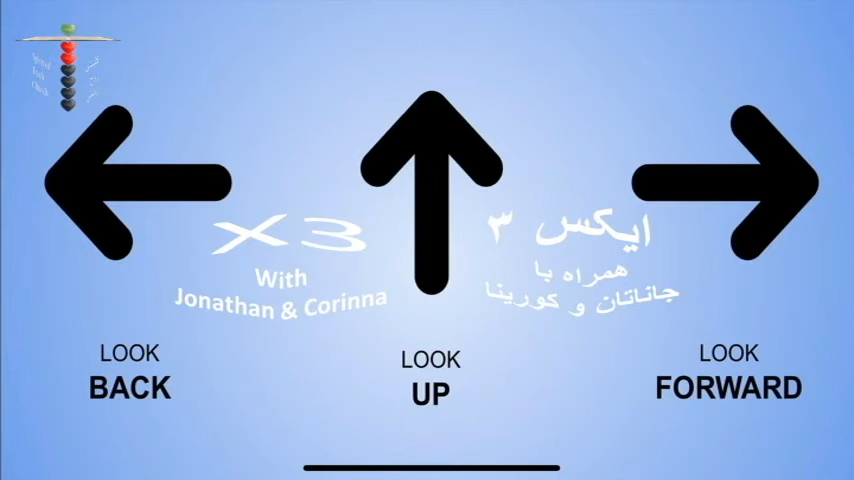 X3
With
Jonathan & Corinna
ایکس ۳
همراه با
جاناتان و کورینا
LOOK
BACK
LOOK
UP
LOOK
FORWARD